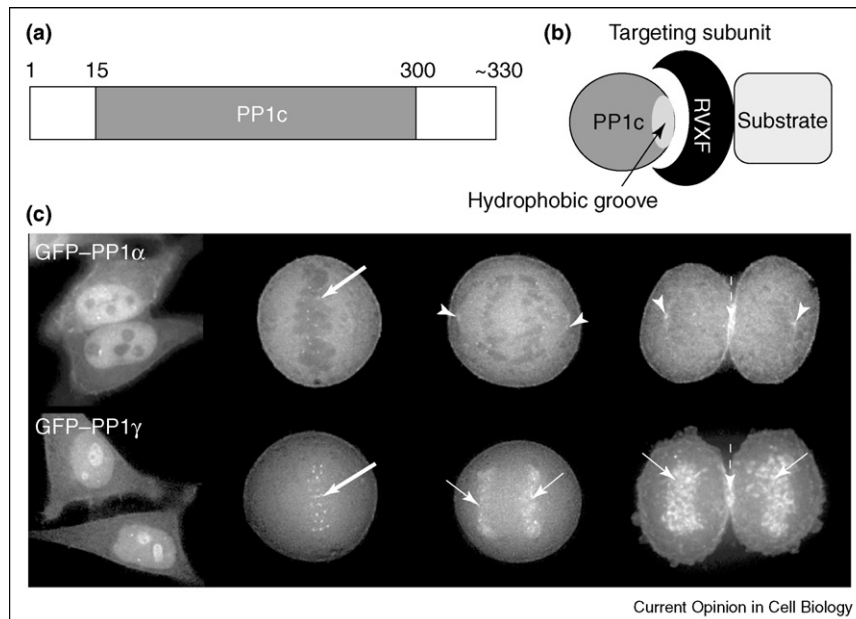 (a)
1 15 300 ~330
PP1c
(b)
Targeting subunit
PP1c
RVXF
Substrate
Hydrophobic groove
(c)
GFP–PP1α
GFP–PP1γ
Current Opinion in Cell Biology